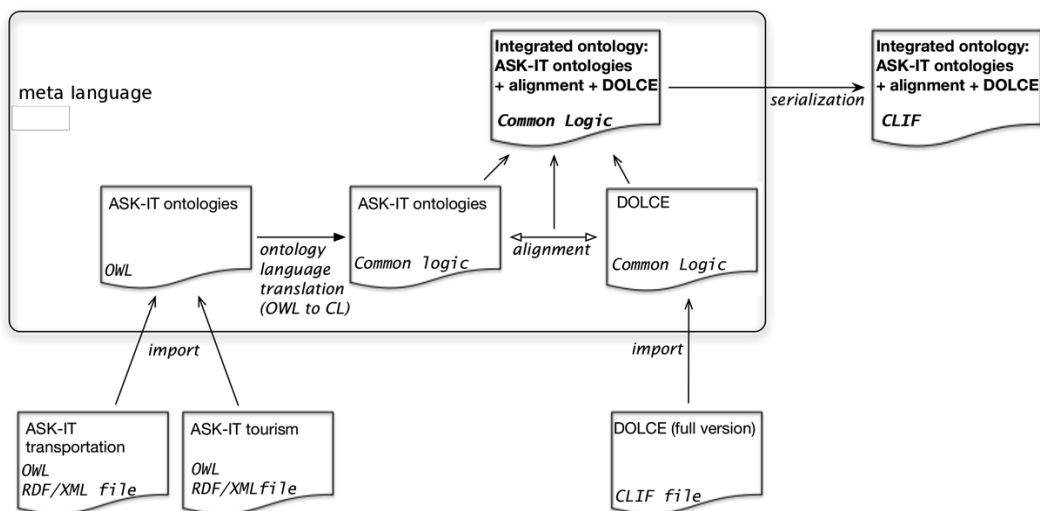 Integrated ontology:
ASK-IT ontologies
+ alignment + DOLCE
Common Logic
serialization
Integrated ontology:
ASK-IT ontologies
+ alignment + DOLCE
CLIF
meta language
ASK-IT ontologies
OWL
ontology
language
translation
(OWL to CL)
ASK-IT ontologies
Common logic
alignment
DOLCE
Common Logic
import
import
ASK-IT
transportation
OWL
RDF/XML file
ASK-IT tourism
OWL
RDF/XMLfile
DOLCE (full version)
CLIF file